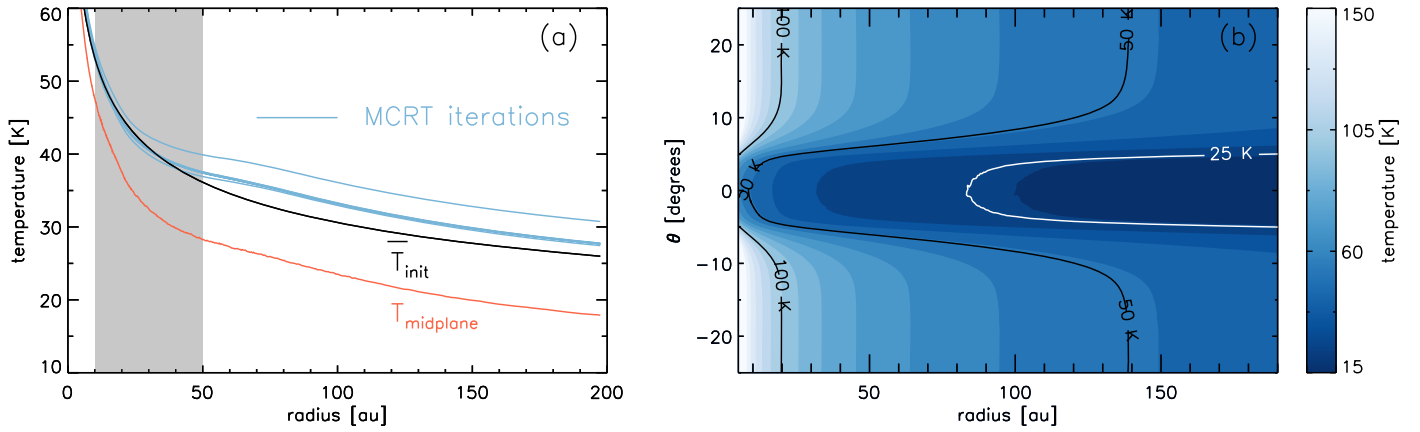 60
50
40
30
20
10
temperature [K]
(a)
MCRT iterations
T̅init
T̅midplane
0
50
100
150
200
radius [au]
20
10
0
−10
−20
θ [degrees]
(b)
100 K
50 K
50 K
25 K
100 K
50 K
50
100
150
radius [au]
150
105
60
15
temperature [K]